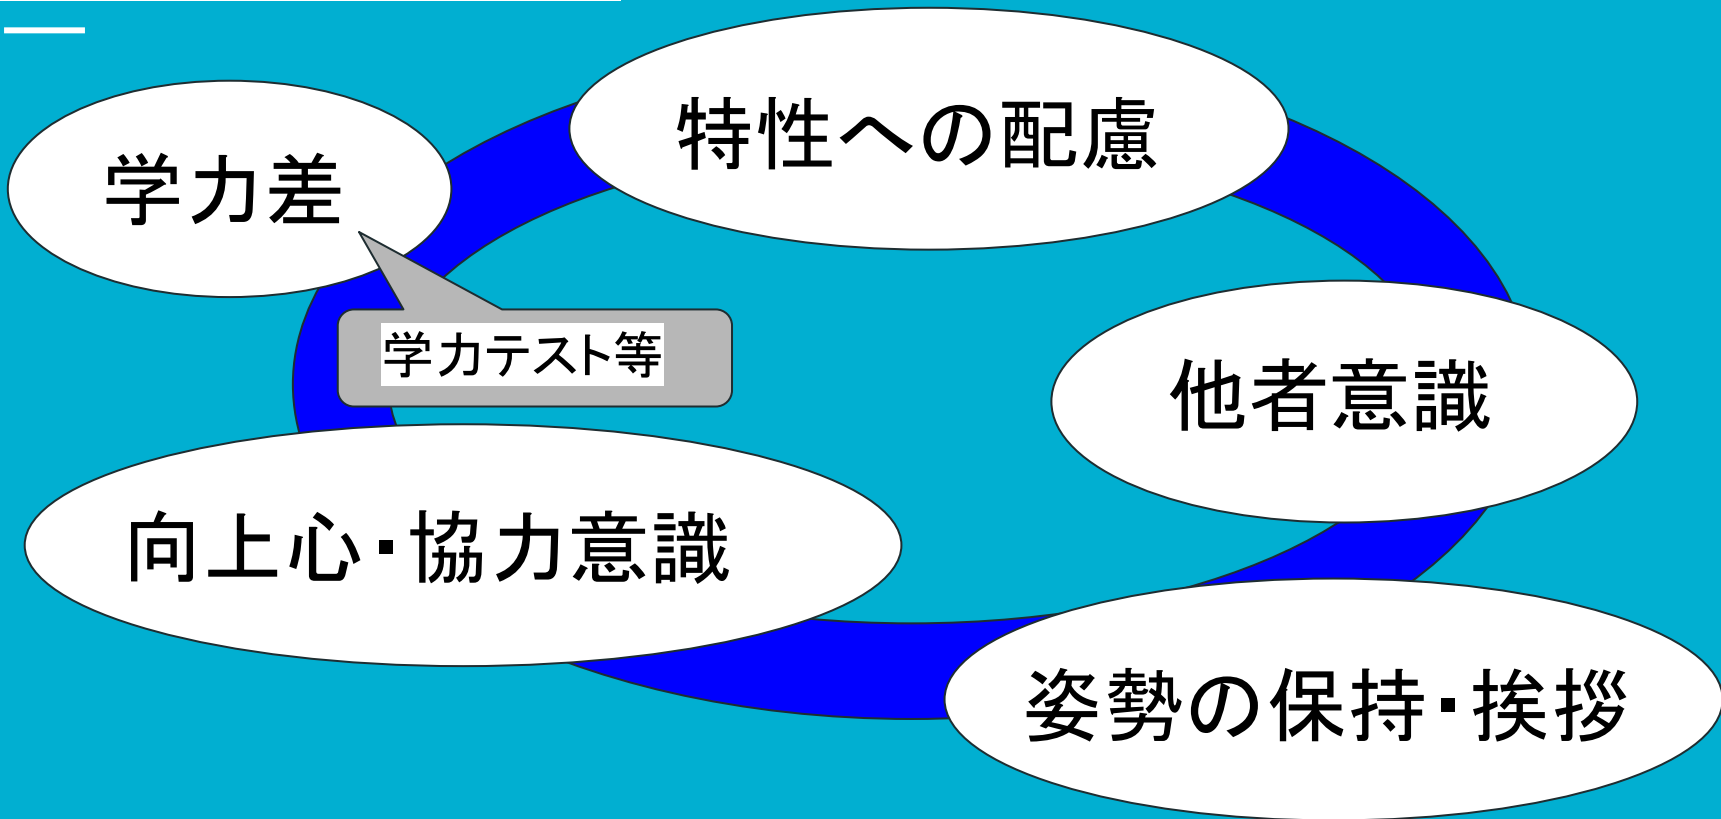 特性への配慮
学力差
学力テスト等
他者意識
向上心・協力意識
姿勢の保持・挨拶